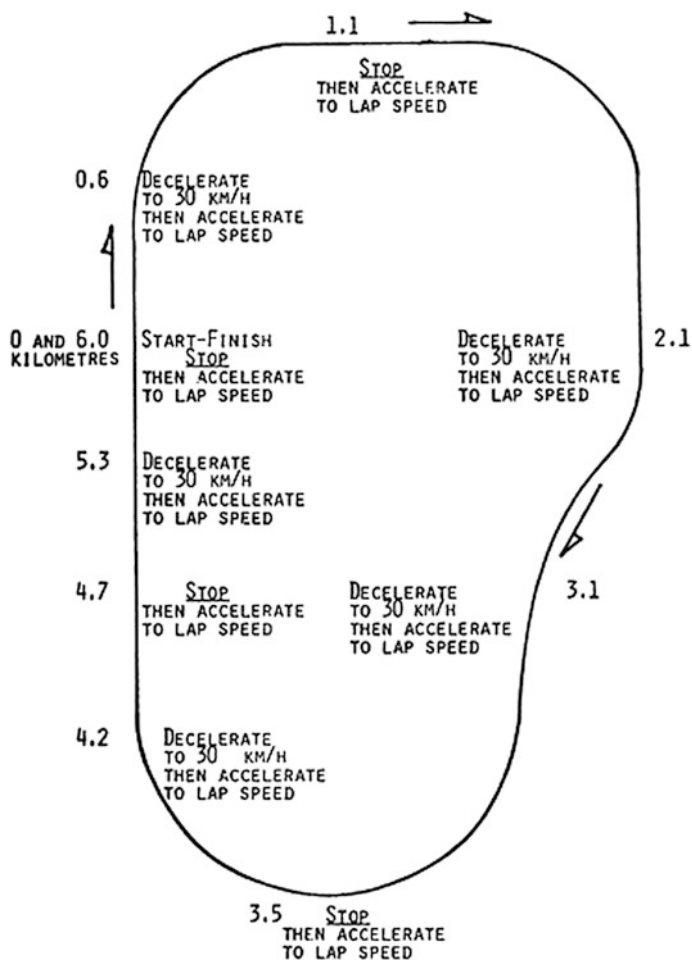 1.1
STOP
THEN ACCELERATE
TO LAP SPEED
0.6
DECELERATE
TO 30 KM/H
THEN ACCELERATE
TO LAP SPEED
0 AND 6.0
KILOMETRES
START-FINISH
STOP
THEN ACCELERATE
TO LAP SPEED
DECELERATE
TO 30 KM/H
THEN ACCELERATE
TO LAP SPEED
2.1
5.3
DECELERATE
TO 30 KM/H
THEN ACCELERATE
TO LAP SPEED
4.7
STOP
THEN ACCELERATE
TO LAP SPEED
DECELERATE
TO 30 KM/H
THEN ACCELERATE
TO LAP SPEED
3.1
4.2
DECELERATE
TO 30 KM/H
THEN ACCELERATE
TO LAP SPEED
3.5
STOP
THEN ACCELERATE
TO LAP SPEED